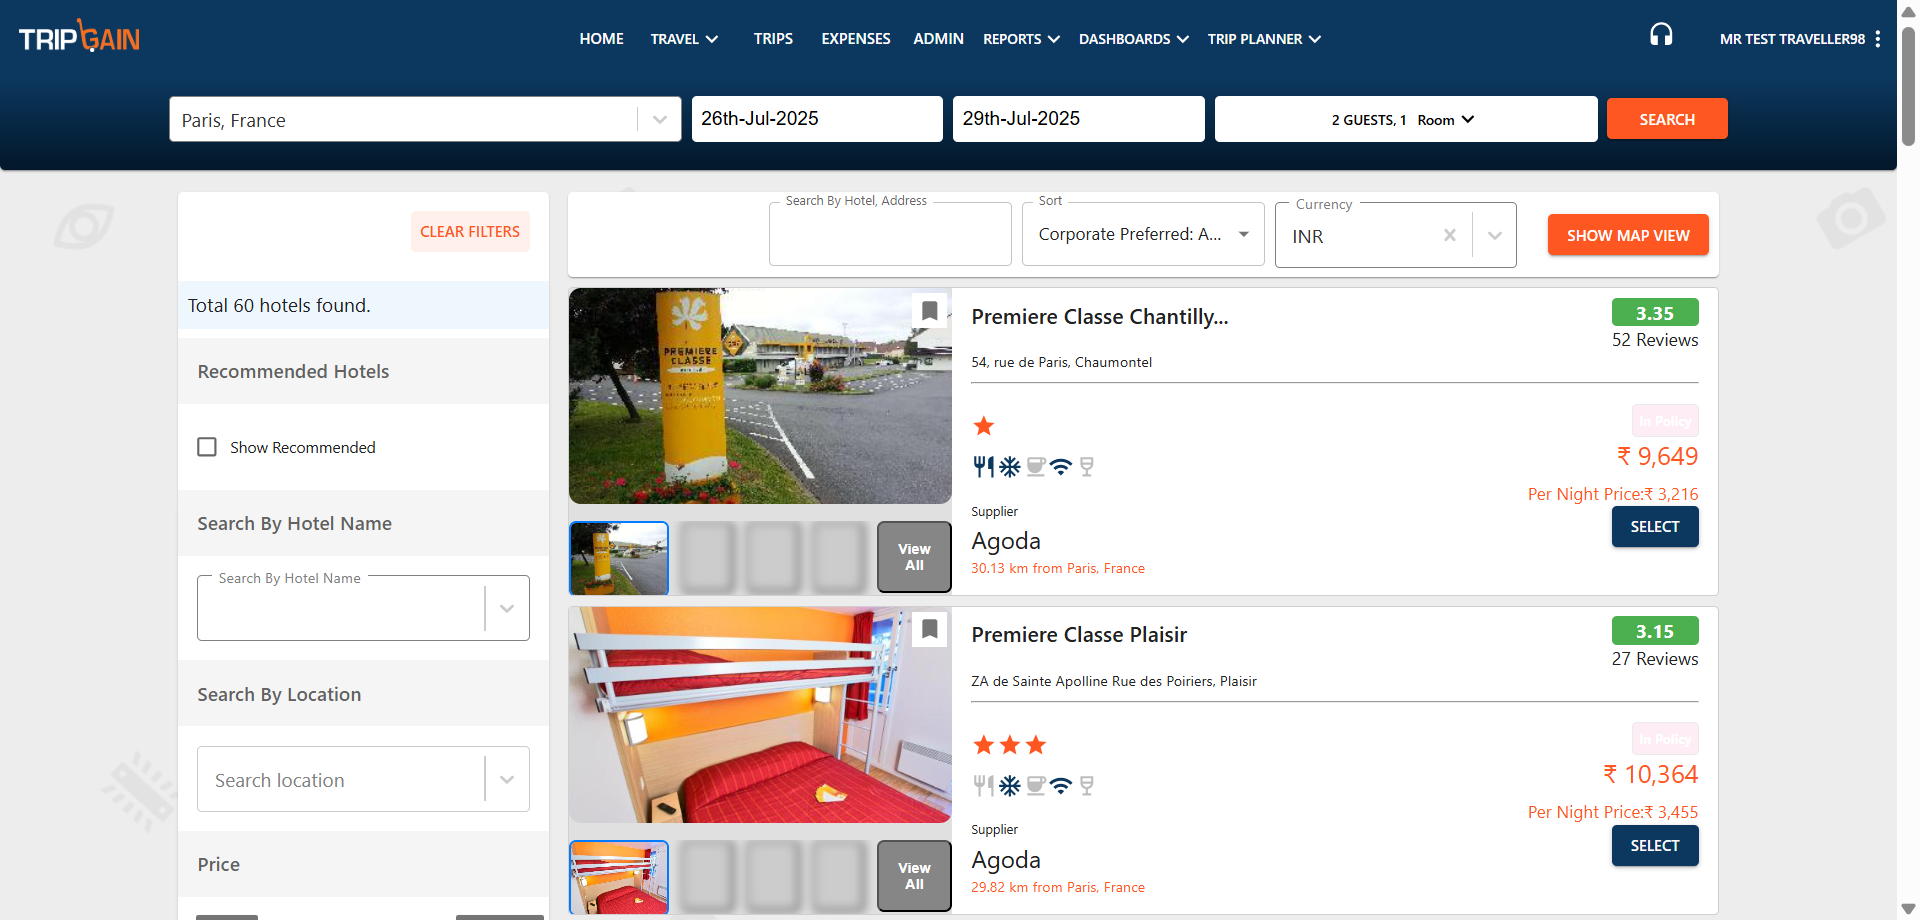 TRIPGAIN
HOME
TRAVEL
TRIPS
EXPENSES
ADMIN
REPORTS
DASHBOARDS
TRIP PLANNER
MR TEST TRAVELLER98
Paris, France
26th-Jul-2025
29th-Jul-2025
2 GUESTS, 1 Room
SEARCH
CLEAR FILTERS
Total 60 hotels found.
Recommended Hotels
Show Recommended
Search By Hotel Name
Search By Hotel Name
Search By Location
Search location
Price
Search By Hotel, Address
Sort
Corporate Preferred: A...
Currency
INR
SHOW MAP VIEW
PREMIERE
CLASSE
Premiere Classe Chantilly...
3.35
52 Reviews
54, rue de Paris, Chaumontel
In Policy
₹ 9,649
Per Night Price:₹ 3,216
SELECT
Supplier
Agoda
30.13 km from Paris, France
View
All
Premiere Classe Plaisir
3.15
27 Reviews
ZA de Sainte Apolline Rue des Poiriers, Plaisir
In Policy
₹ 10,364
Per Night Price:₹ 3,455
SELECT
Supplier
Agoda
29.82 km from Paris, France
View
All